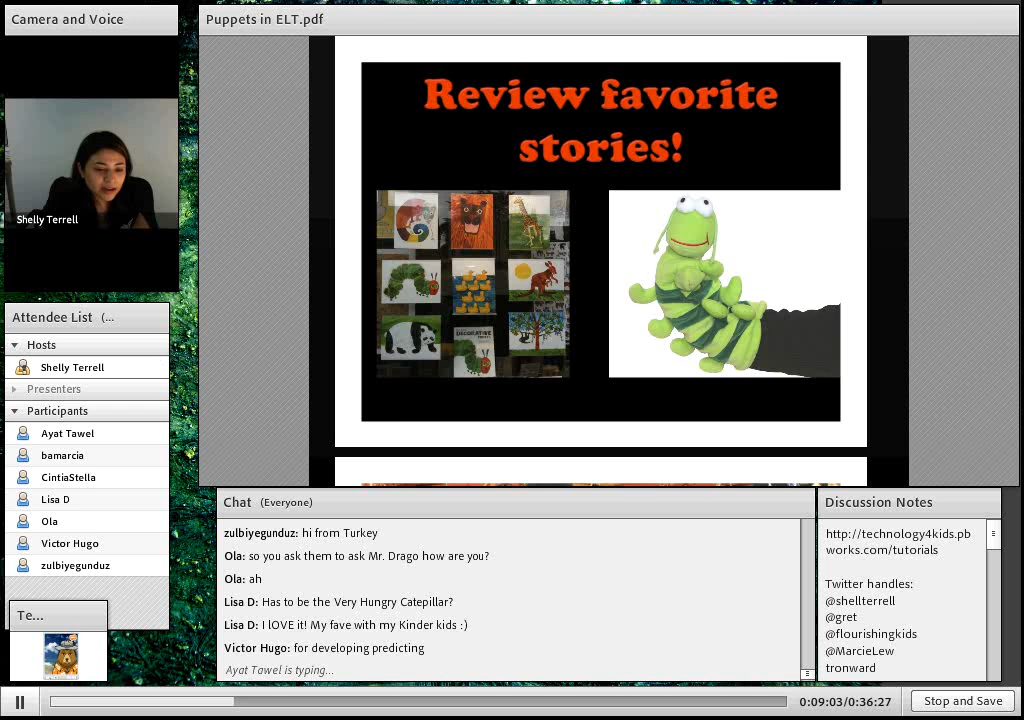 Camera and Voice
Shelly Terrell
Attendee List (...
Hosts
Shelly Terrell
Presenters
Participants
Ayat Tawel
bamarcia
CintiaStella
Lisa D
Ola
Victor Hugo
zulbiyegunduz
Te...
Puppets in ELT.pdf
Review favorite
stories!
Chat (Everyone)
zulbiyegunduz: hi from Turkey
Ola: so you ask them to ask Mr. Drago how are you?
Ola: ah
Lisa D: Has to be the Very Hungry Catepillar?
Lisa D: I lOVE it! My fave with my Kinder kids :)
Victor Hugo: for developing predicting
Ayat Tawel is typing...
Discussion Notes
http://technology4kids.pb
works.com/tutorials
Twitter handles:
@shellterrell
@gret
@flourishingkids
@MarcieLew
tronward
0:09:03/0:36:27
Stop and Save